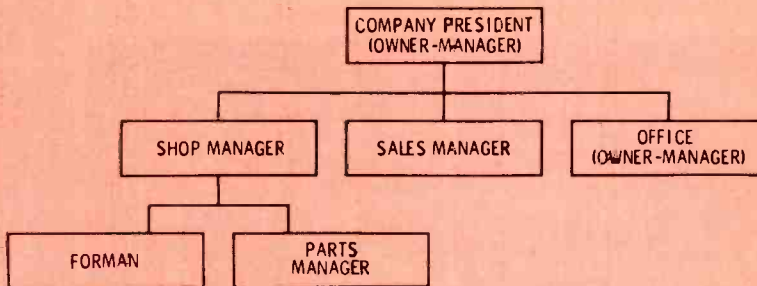 COMPANY PRESIDENT
(OWNER-MANAGER)
SHOP MANAGER
SALES MANAGER
OFFICE
(OWNER-MANAGER)
FORMAN
PARTS
MANAGER